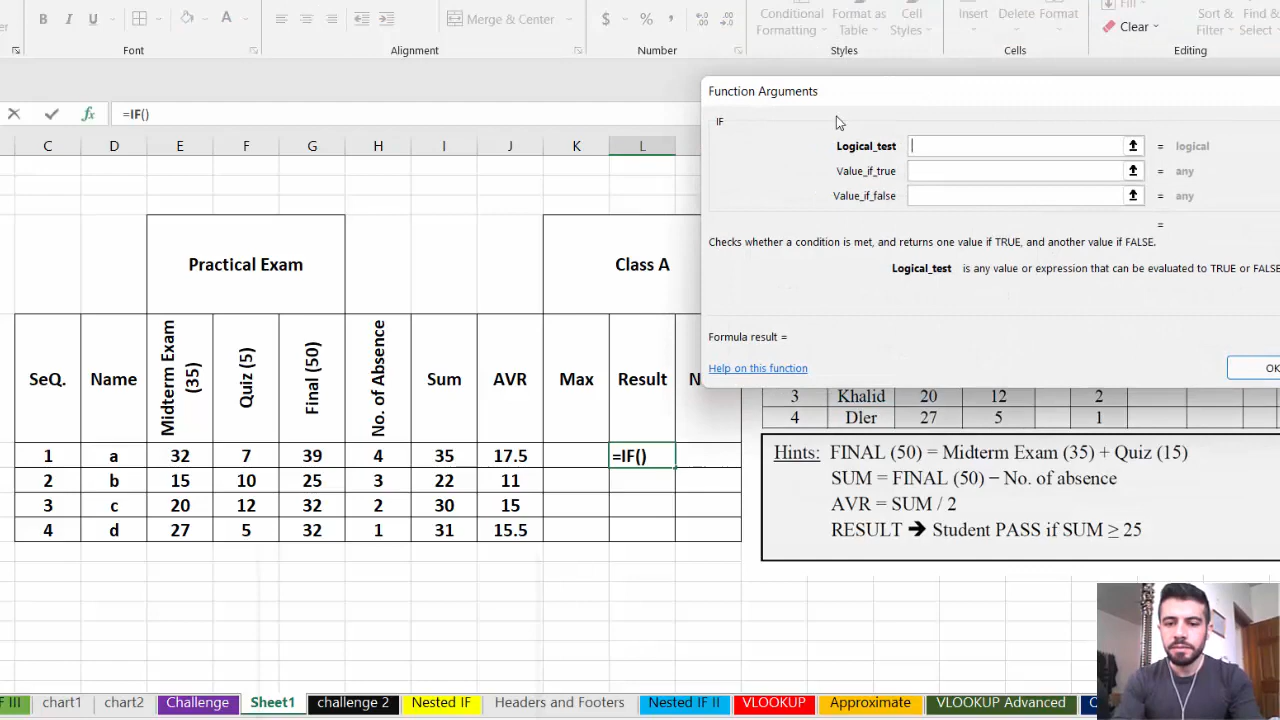 B I U A Merge & Center $ % , Conditional Formatting Format as Table Cell Styles Insert Delete Format Fill Clear Sort & Filter Find & Select
Font Alignment Number Styles Cells Editing
fx =IF()
C D E F G H I J K L
Function Arguments
IF
Logical_test = logical
Value_if_true = any
Value_if_false = any
=
Checks whether a condition is met, and returns one value if TRUE, and another value if FALSE.
Logical_test is any value or expression that can be evaluated to TRUE or FALSE
Formula result =
Help on this function OK
Practical Exam Class A
SeQ. Name Midterm Exam (35) Quiz (5) Final (50) No. of Absence Sum AVR Max Result N
1 a 32 7 39 4 35 17.5 =IF()
2 b 15 10 25 3 22 11
3 c 20 12 32 2 30 15
4 d 27 5 32 1 31 15.5
3 Khalid 20 12 2
4 Dler 27 5 1
Hints: FINAL (50) = Midterm Exam (35) + Quiz (15)
SUM = FINAL (50) – No. of absence
AVR = SUM / 2
RESULT ➔ Student PASS if SUM ≥ 25
IF III chart1 chart2 Challenge Sheet1 challenge 2 Nested IF Headers and Footers Nested IF II VLOOKUP Approximate VLOOKUP Advanced